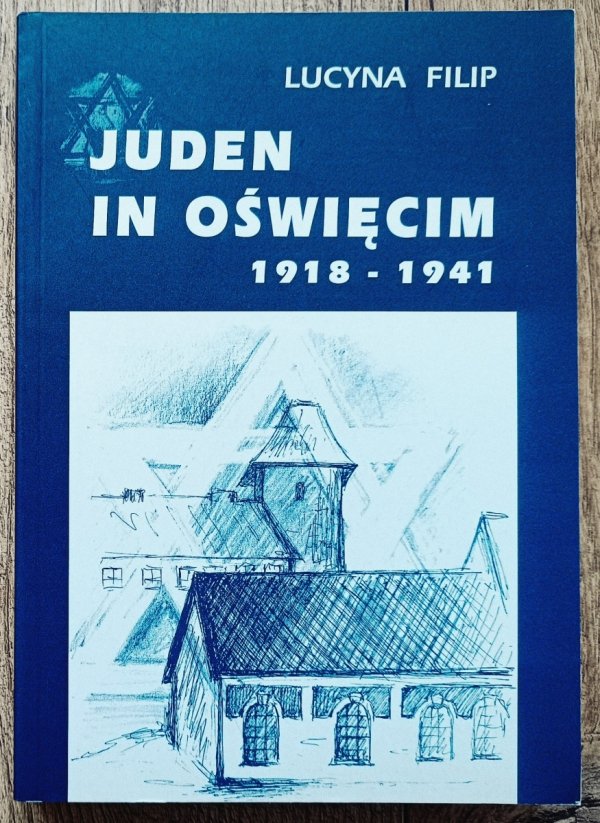 LUCYNA FILIP
JUDEN
IN OŚWIĘCIM
1918 - 1941